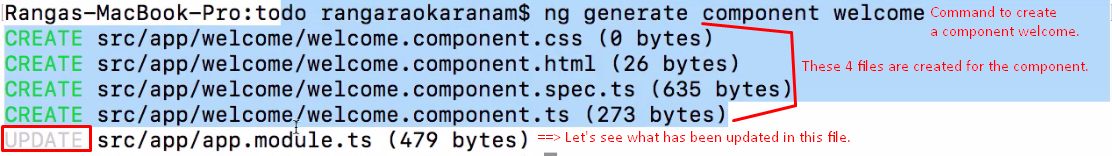 Rangas-MacBook-Pro:todo rangaraokaranam$ ng generate component welcome
Command to create
a component welcome.
CREATE src/app/welcome/welcome.component.css (0 bytes)
CREATE src/app/welcome/welcome.component.html (26 bytes)
These 4 files are created for the component.
CREATE src/app/welcome/welcome.component.spec.ts (635 bytes)
CREATE src/app/welcome/welcome.component.ts (273 bytes)
UPDATE src/app/app.module.ts (479 bytes)
==> Let's see what has been updated in this file.